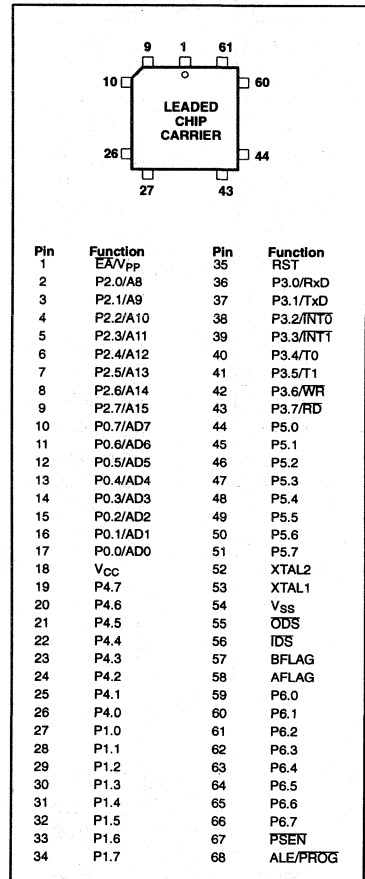 9 1 61
10 60
LEADED
CHIP
CARRIER
26 44
27 43
Pin Function Pin Function
1 E̅A̅/VPP 35 RST
2 P2.0/A8 36 P3.0/RxD
3 P2.1/A9 37 P3.1/TxD
4 P2.2/A10 38 P3.2/I̅N̅T̅0̅
5 P2.3/A11 39 P3.3/I̅N̅T̅1̅
6 P2.4/A12 40 P3.4/T0
7 P2.5/A13 41 P3.5/T1
8 P2.6/A14 42 P3.6/W̅R̅
9 P2.7/A15 43 P3.7/R̅D̅
10 P0.7/AD7 44 P5.0
11 P0.6/AD6 45 P5.1
12 P0.5/AD5 46 P5.2
13 P0.4/AD4 47 P5.3
14 P0.3/AD3 48 P5.4
15 P0.2/AD2 49 P5.5
16 P0.1/AD1 50 P5.6
17 P0.0/AD0 51 P5.7
18 VCC 52 XTAL2
19 P4.7 53 XTAL1
20 P4.6 54 VSS
21 P4.5 55 O̅D̅S̅
22 P4.4 56 I̅D̅S̅
23 P4.3 57 BFLAG
24 P4.2 58 AFLAG
25 P4.1 59 P6.0
26 P4.0 60 P6.1
27 P1.0 61 P6.2
28 P1.1 62 P6.3
29 P1.2 63 P6.4
30 P1.3 64 P6.5
31 P1.4 65 P6.6
32 P1.5 66 P6.7
33 P1.6 67 P̅S̅E̅N̅
34 P1.7 68 ALE/P̅R̅O̅G̅